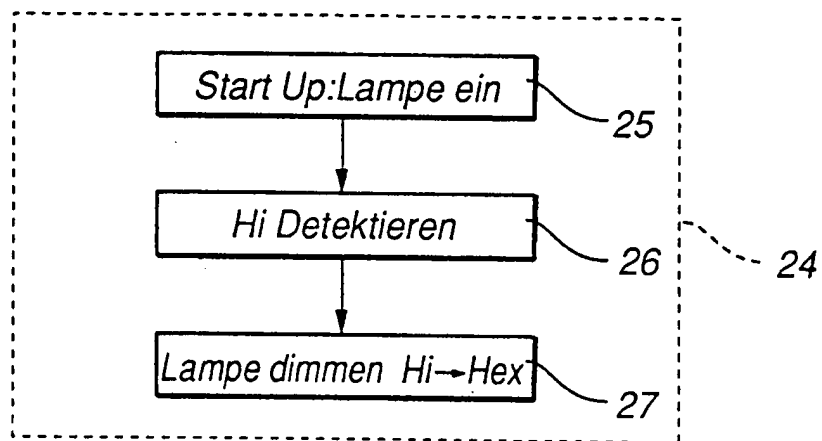 Start Up:Lampe ein
25
Hi Detektieren
26
24
Lampe dimmen Hi→Hex
27